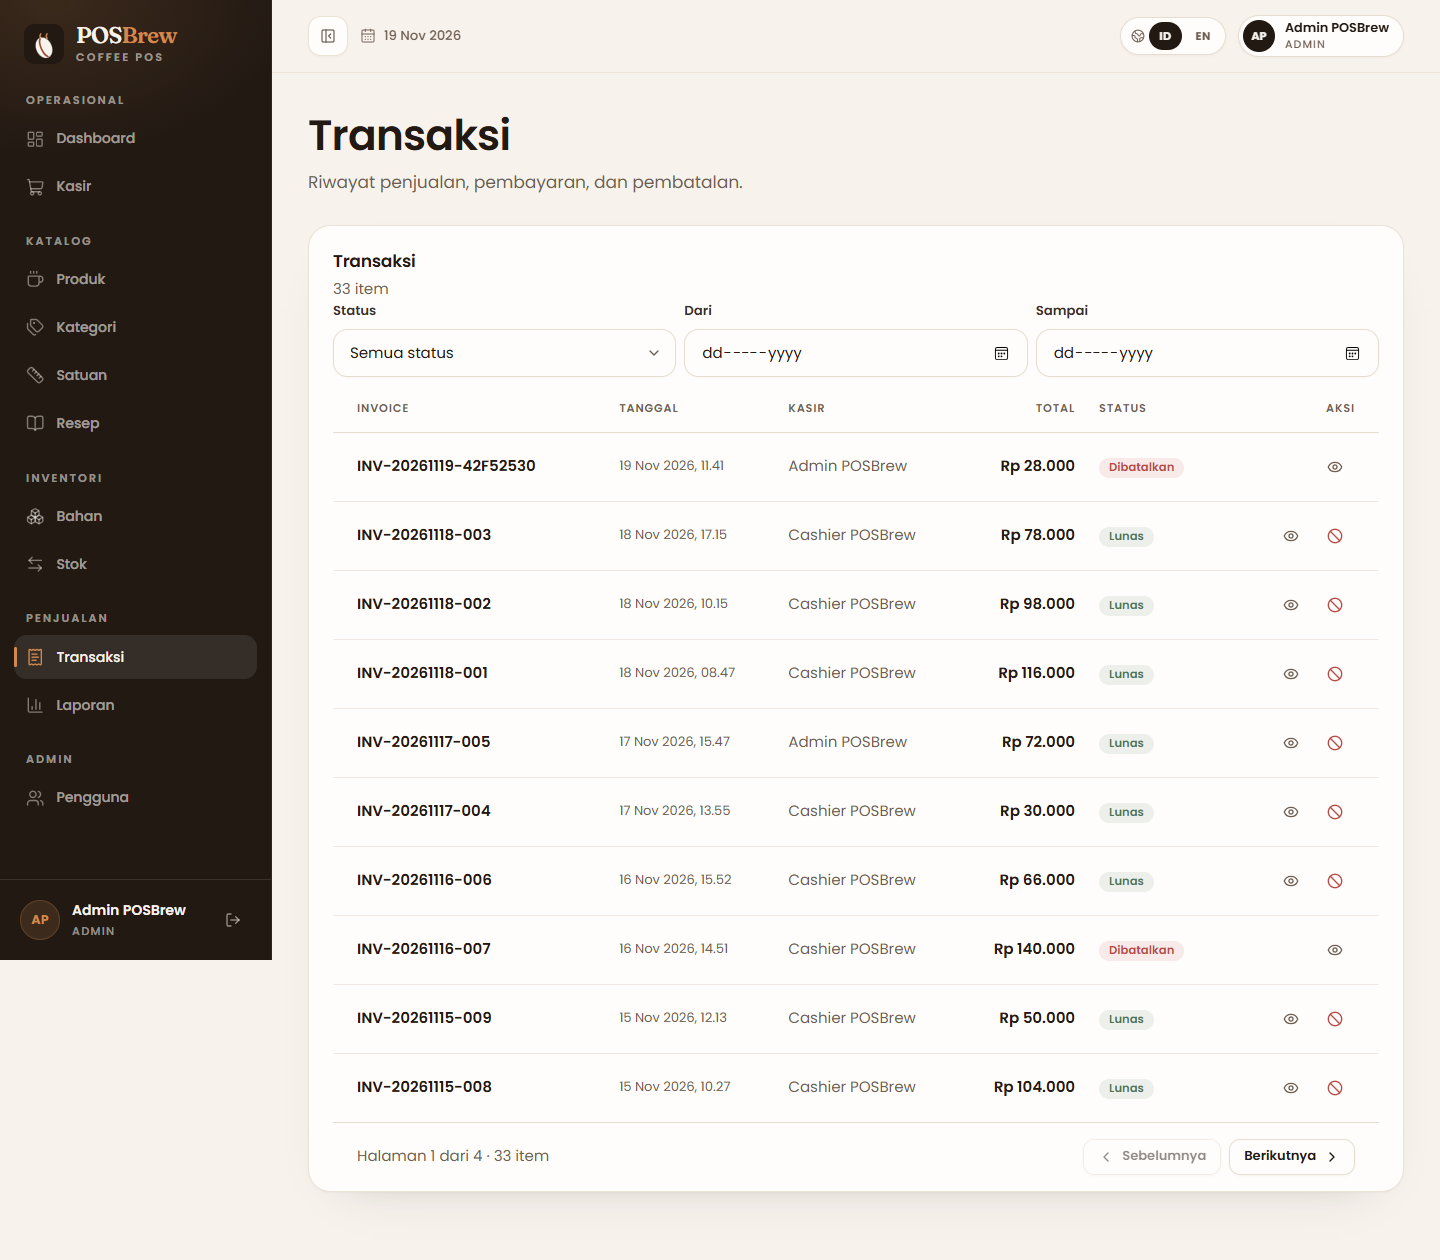 POSBrew
COFFEE POS
OPERASIONAL
Dashboard
Kasir
KATALOG
Produk
Kategori
Satuan
Resep
INVENTORI
Bahan
Stok
PENJUALAN
Transaksi
Laporan
ADMIN
Pengguna
AP
Admin POSBrew
ADMIN
19 Nov 2026
ID EN
AP
Admin POSBrew
ADMIN
Transaksi
Riwayat penjualan, pembayaran, dan pembatalan.
Transaksi
33 item
Status Dari Sampai
Semua status dd-----yyyy dd-----yyyy
INVOICE TANGGAL KASIR TOTAL STATUS AKSI
INV-20261119-42F52530 19 Nov 2026, 11.41 Admin POSBrew Rp 28.000 Dibatalkan
INV-20261118-003 18 Nov 2026, 17.15 Cashier POSBrew Rp 78.000 Lunas
INV-20261118-002 18 Nov 2026, 10.15 Cashier POSBrew Rp 98.000 Lunas
INV-20261118-001 18 Nov 2026, 08.47 Cashier POSBrew Rp 116.000 Lunas
INV-20261117-005 17 Nov 2026, 15.47 Admin POSBrew Rp 72.000 Lunas
INV-20261117-004 17 Nov 2026, 13.55 Cashier POSBrew Rp 30.000 Lunas
INV-20261116-006 16 Nov 2026, 15.52 Cashier POSBrew Rp 66.000 Lunas
INV-20261116-007 16 Nov 2026, 14.51 Cashier POSBrew Rp 140.000 Dibatalkan
INV-20261115-009 15 Nov 2026, 12.13 Cashier POSBrew Rp 50.000 Lunas
INV-20261115-008 15 Nov 2026, 10.27 Cashier POSBrew Rp 104.000 Lunas
Halaman 1 dari 4 · 33 item Sebelumnya Berikutnya